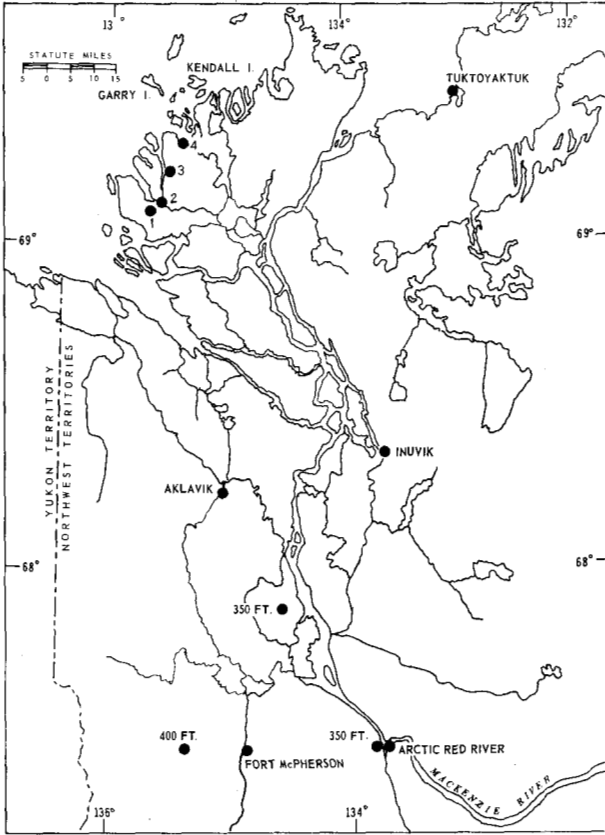 13
134
132
STATUTE MILES
5 0 5 10 15
KENDALL I.
GARRY I.
TUKTOYAKTUK
4
3
2
1
69
69
YUKON TERRITORY
NORTHWEST TERRITORIES
INUVIK
AKLAVIK
68
68
350 FT.
400 FT.
350 FT.
FORT McPHERSON
ARCTIC RED RIVER
MACKENZIE RIVER
136
134